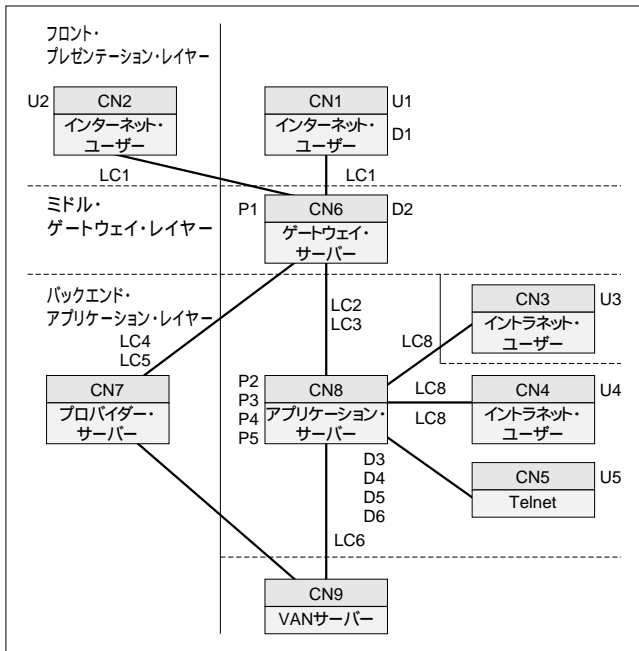 フロント・
プレゼンテーション・レイヤー
U2
CN2
インターネット・
ユーザー
CN1
インターネット・
ユーザー
U1
D1
LC1
LC1
ミドル・
ゲートウェイ・レイヤー
P1
CN6
ゲートウェイ・
サーバー
D2
バックエンド・
アプリケーション・レイヤー
LC4
LC5
LC2
LC3
CN3
イントラネット・
ユーザー
U3
LC8
CN7
プロバイダー・
サーバー
P2
P3
P4
P5
CN8
アプリケーション・
サーバー
LC8
LC8
CN4
イントラネット・
ユーザー
U4
D3
D4
D5
D6
CN5
Telnet
U5
LC6
CN9
VANサーバー